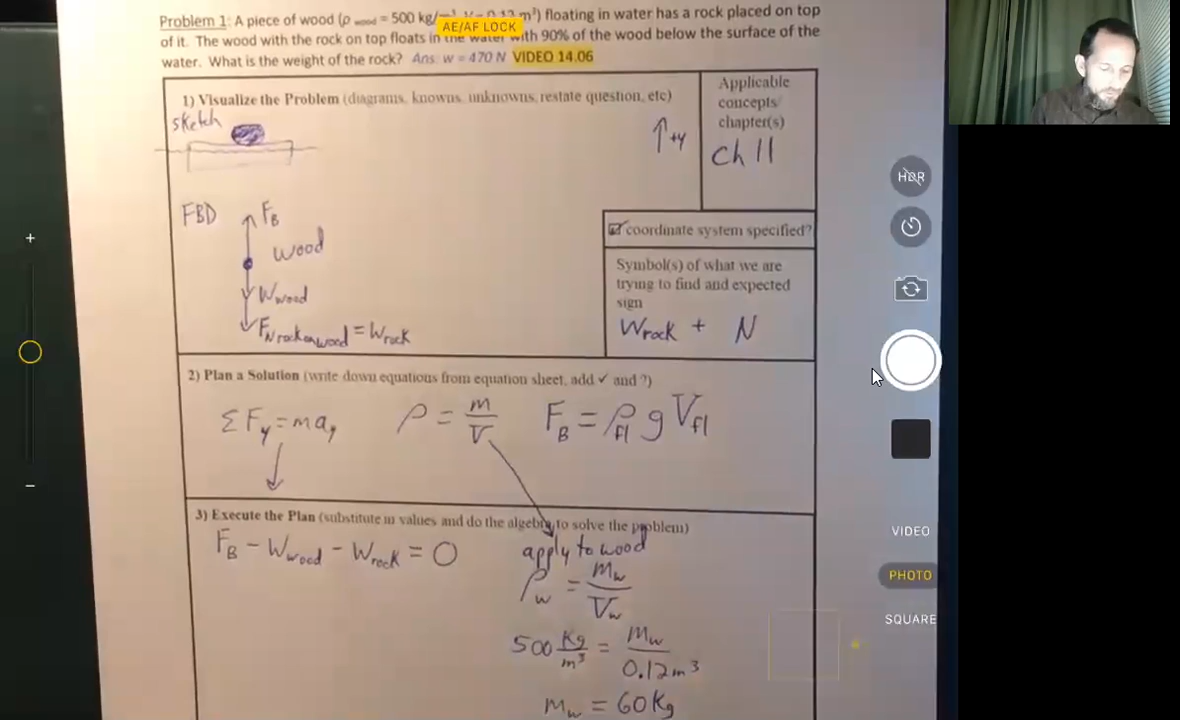 Problem 1: A piece of wood (ρ wood = 500 kg/m³, V = 0.12 m³) floating in water has a rock placed on top
AE/AF LOCK
of it. The wood with the rock on top floats in the water with 90% of the wood below the surface of the
water. What is the weight of the rock? Ans: w = 470 N VIDEO 14.06
1) Visualize the Problem (diagrams, knowns, unknowns, restate question, etc)
sketch
+y
Applicable
concepts/
chapter(s)
Ch 11
FBD
F_B
wood
W_wood
F_N rock on wood = W_rock
coordinate system specified?
Symbol(s) of what we are
trying to find and expected
sign
W_rock + N
2) Plan a Solution (write down equations from equation sheet, add ✓ and ?)
ΣF_y = ma_y ρ = m/V F_B = ρ_fl g V_fl
3) Execute the Plan (substitute in values and do the algebra to solve the problem)
F_B - W_wood - W_rock = 0
apply to wood
ρ_w = m_w/V_w
500 kg/m³ = m_w/0.12 m³
m_w = 60 kg
HDR
VIDEO
PHOTO
SQUARE